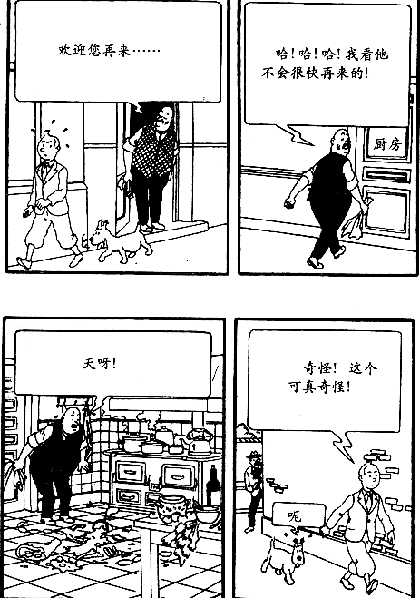 欢迎您再来……
哈！哈！哈！我看他
不会很快再来的！
厨房
天呀！
奇怪！这个
可真奇怪！
呃